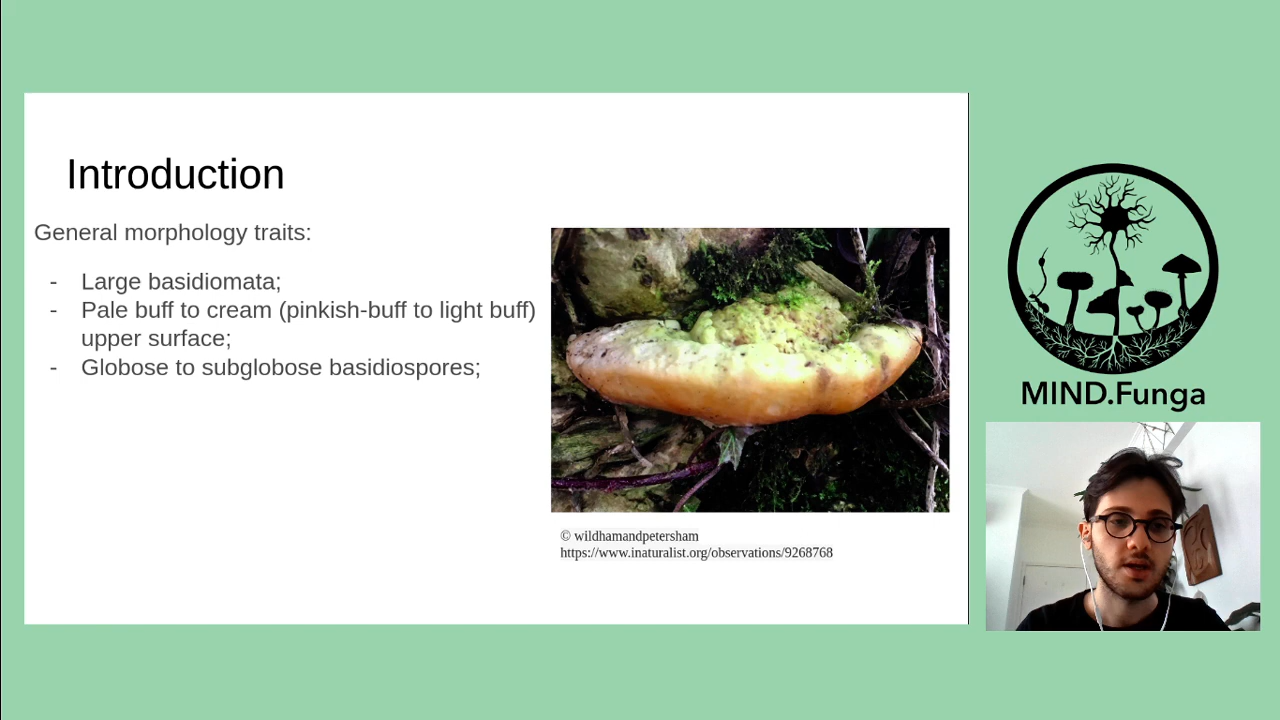 Introduction
General morphology traits:
- Large basidiomata;
- Pale buff to cream (pinkish-buff to light buff)
upper surface;
- Globose to subglobose basidiospores;
© wildhamandpetersham
https://www.inaturalist.org/observations/9268768
MIND.Funga